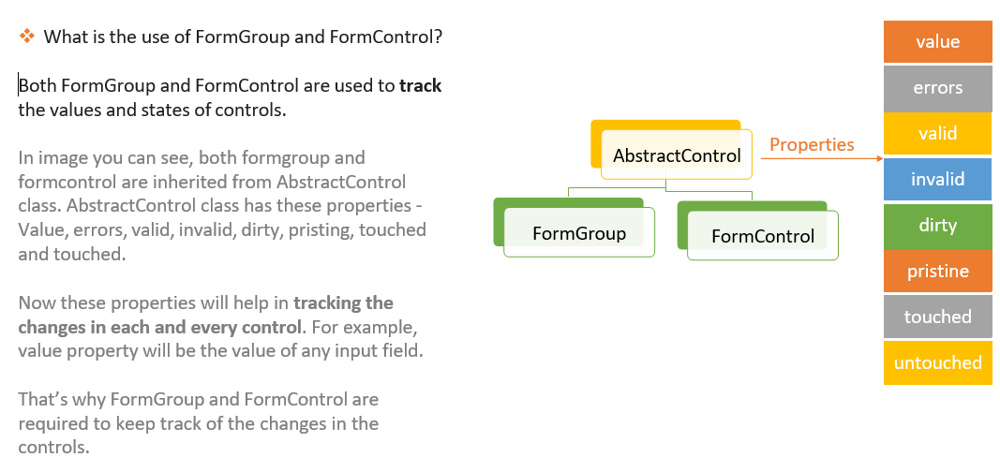 What is the use of FormGroup and FormControl?
Both FormGroup and FormControl are used to track
the values and states of controls.
In image you can see, both formgroup and
formcontrol are inherited from AbstractControl
class. AbstractControl class has these properties -
Value, errors, valid, invalid, dirty, pristing, touched
and touched.
Now these properties will help in tracking the
changes in each and every control. For example,
value property will be the value of any input field.
That's why FormGroup and FormControl are
required to keep track of the changes in the
controls.
AbstractControl
Properties
FormGroup
FormControl
value
errors
valid
invalid
dirty
pristine
touched
untouched